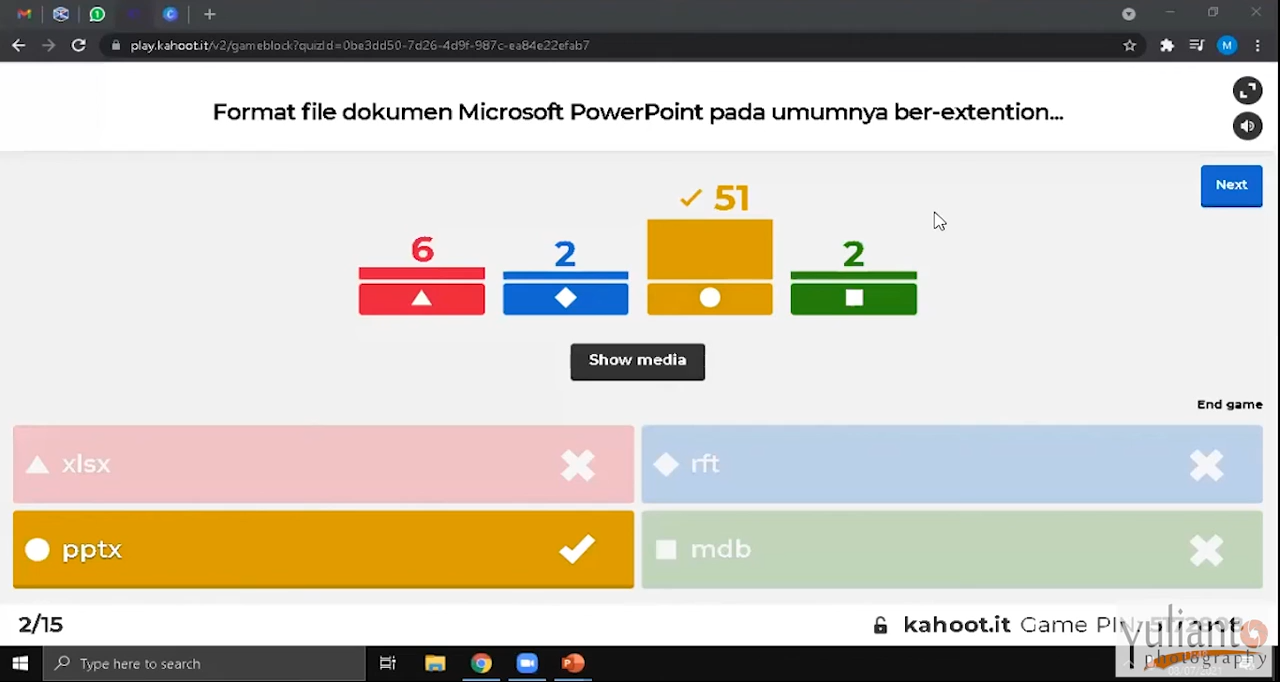 play.kahoot.it/v2/gameblock?quizId=0be3dd50-7d26-4d9f-987c-ea84e22efab7
M
Format file dokumen Microsoft PowerPoint pada umumnya ber-extention...
Next
6
2
51
2
Show media
End game
xlsx
rft
pptx
mdb
2/15
kahoot.it Game PIN:
yulianto
photography
Type here to search